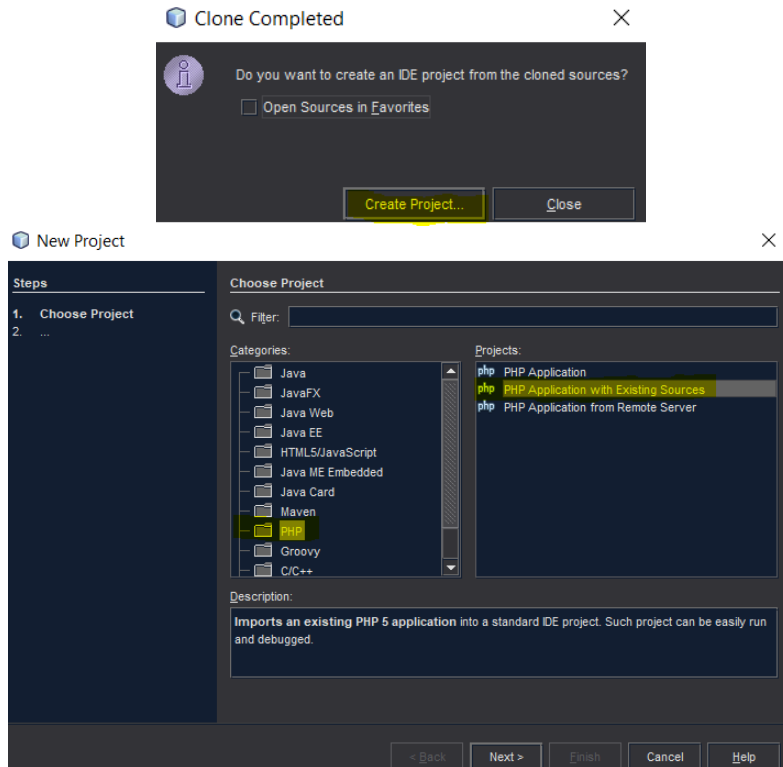 Clone Completed
Do you want to create an IDE project from the cloned sources?
Open Sources in Favorites
Create Project...
Close
New Project
Steps
1. Choose Project
2. ...
Choose Project
Filter:
Categories:
Java
JavaFX
Java Web
Java EE
HTML5/JavaScript
Java ME Embedded
Java Card
Maven
PHP
Groovy
C/C++
Projects:
php PHP Application
php PHP Application with Existing Sources
php PHP Application from Remote Server
Description:
Imports an existing PHP 5 application into a standard IDE project. Such project can be easily run
and debugged.
< Back
Next >
Finish
Cancel
Help